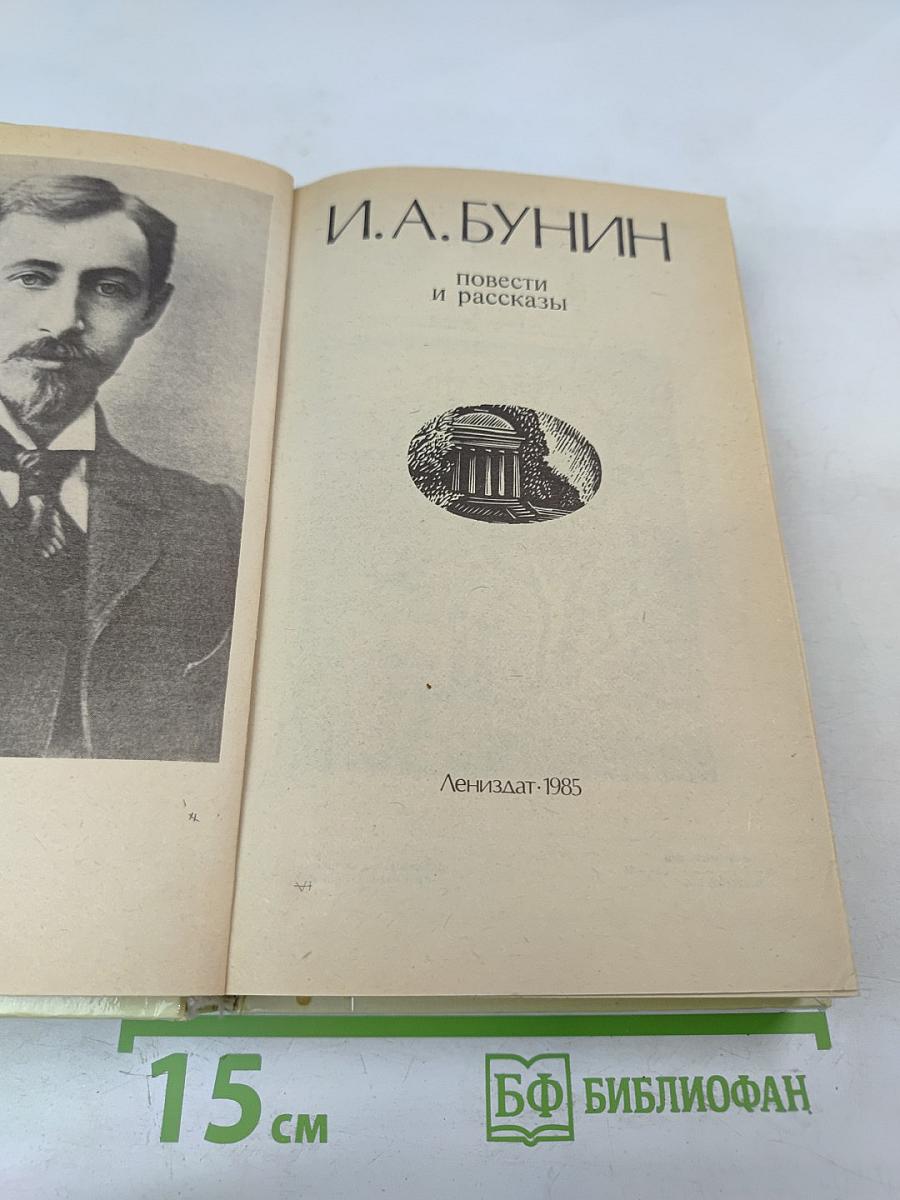 И. А. БУНИН
повести
и рассказы
Лениздат·1985
15 см
БФ БИБЛИОФАН